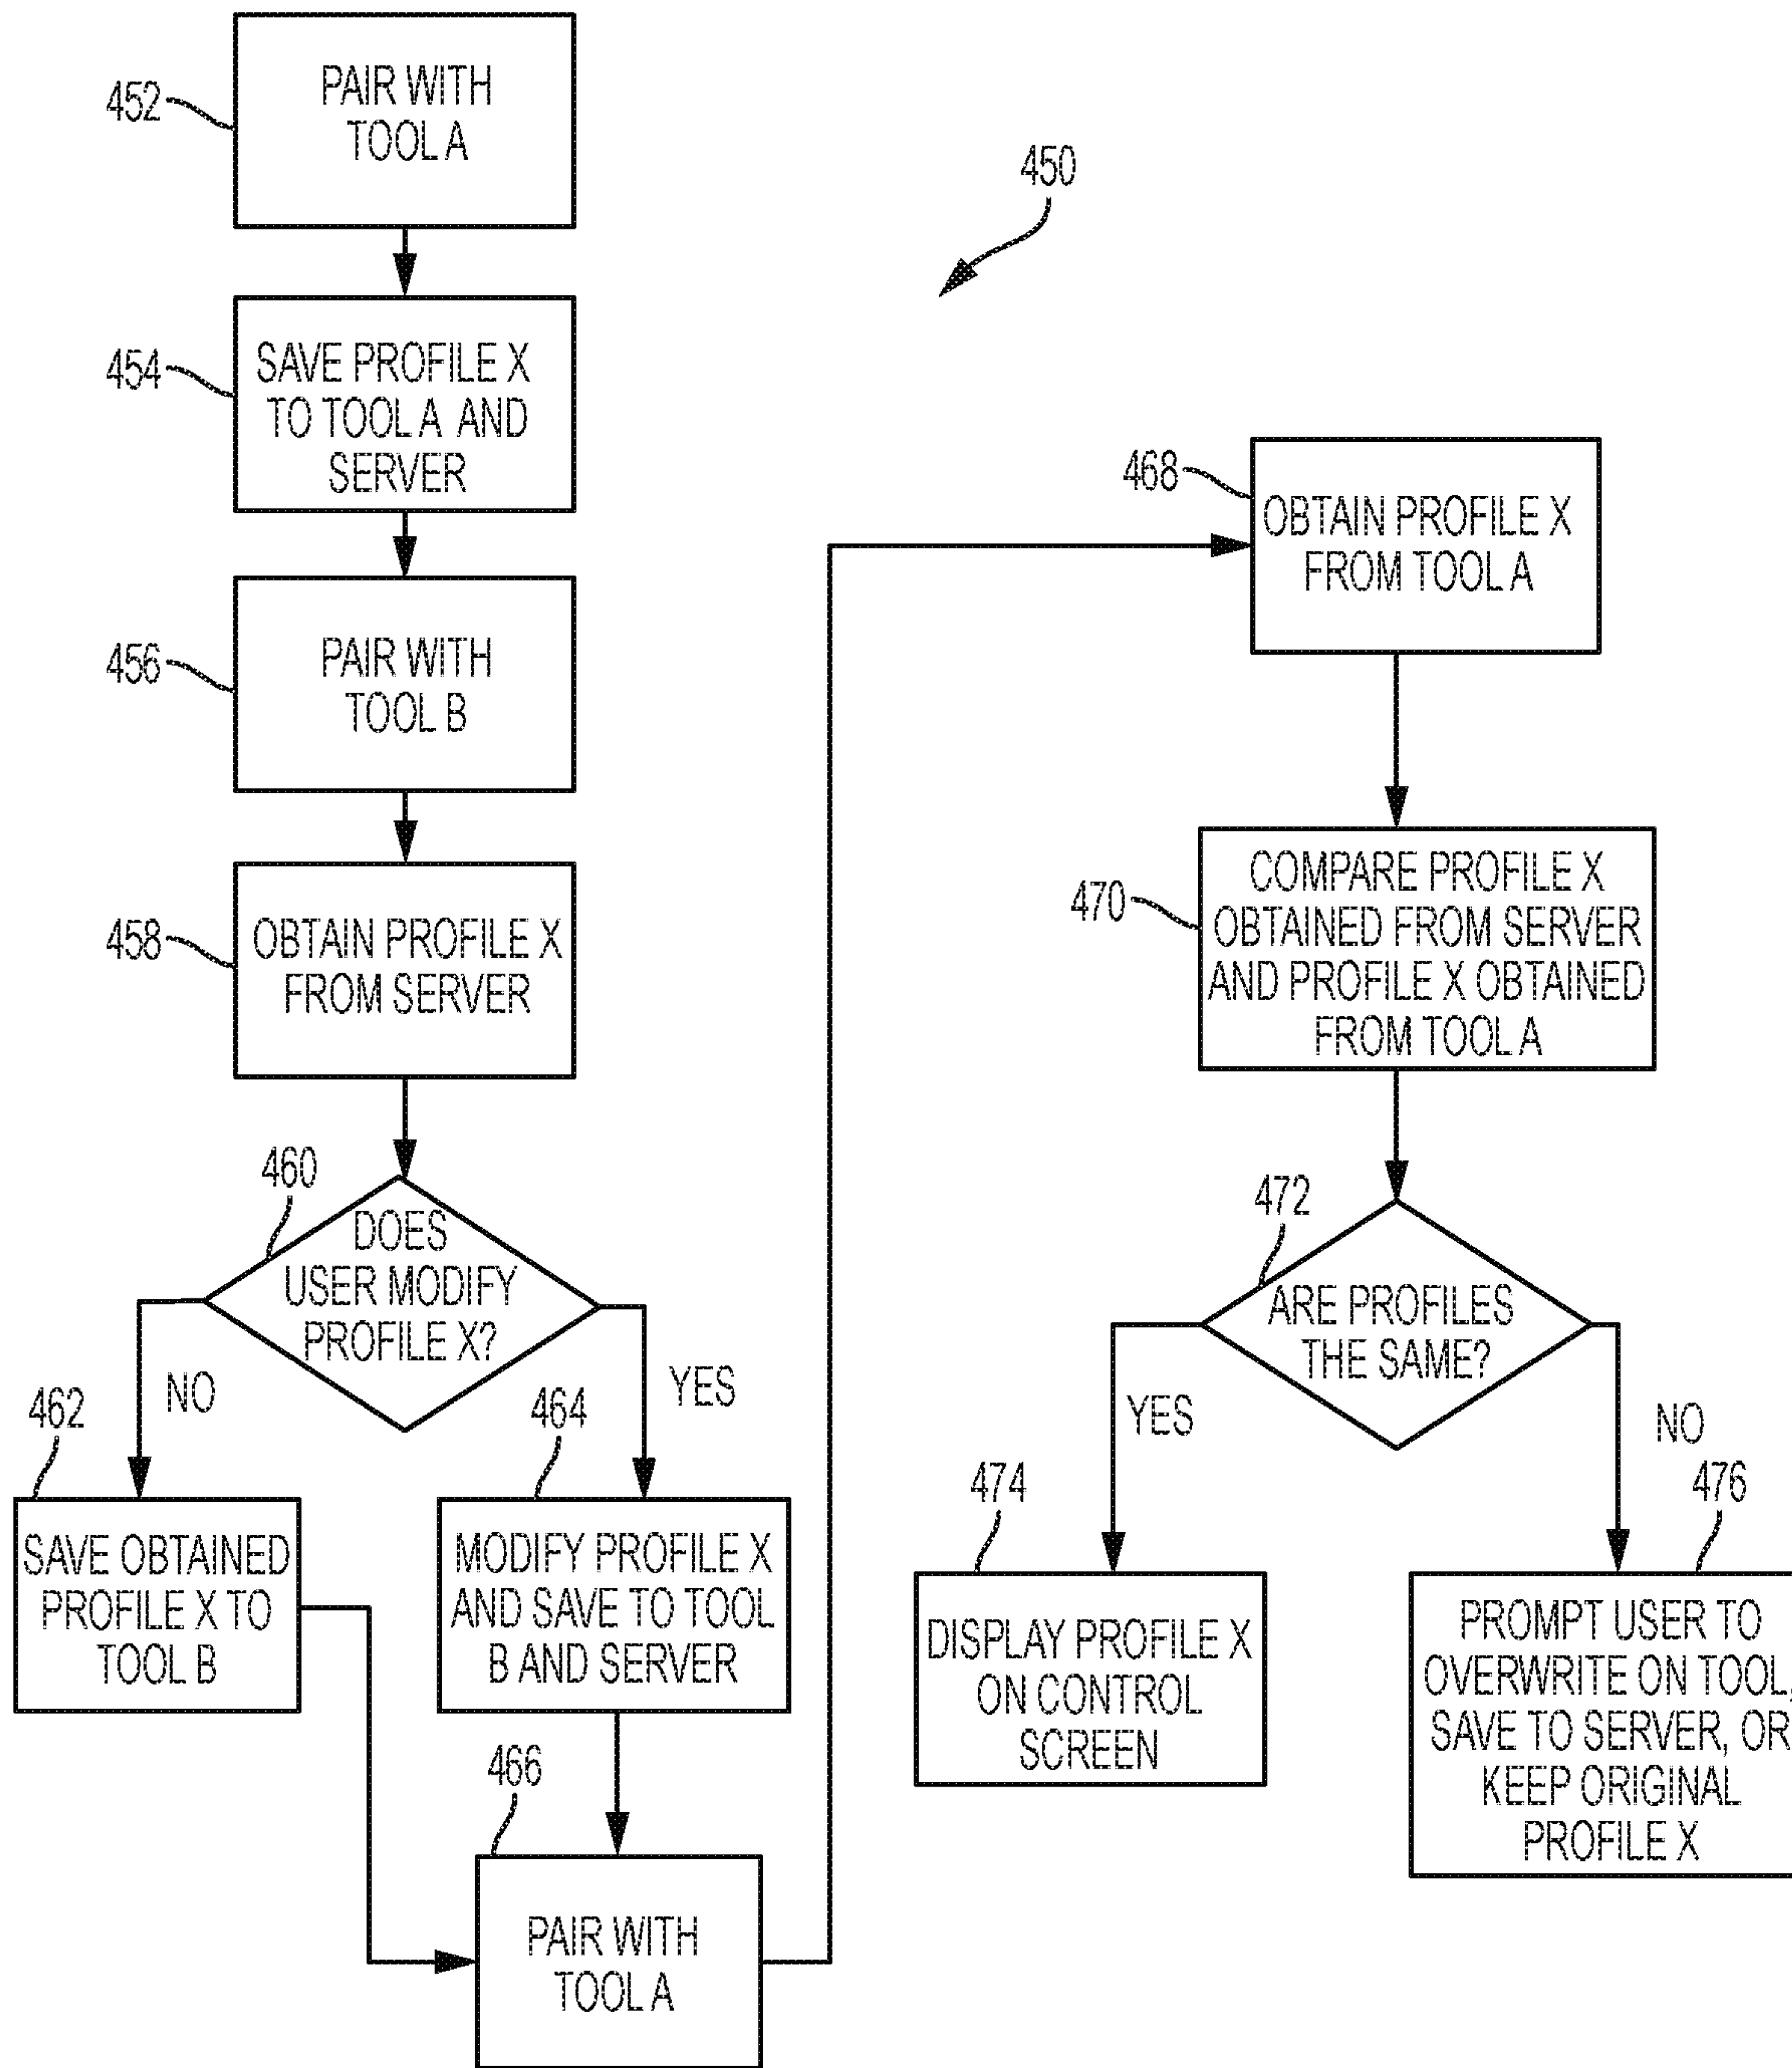 452
PAIR WITH
TOOL A
450
454
SAVE PROFILE X
TO TOOL A AND
SERVER
456
PAIR WITH
TOOL B
458
OBTAIN PROFILE X
FROM SERVER
460
DOES
USER MODIFY
PROFILE X?
NO
YES
462
SAVE OBTAINED
PROFILE X TO
TOOL B
464
MODIFY PROFILE X
AND SAVE TO TOOL
B AND SERVER
466
PAIR WITH
TOOL A
468
OBTAIN PROFILE X
FROM TOOL A
470
COMPARE PROFILE X
OBTAINED FROM SERVER
AND PROFILE X OBTAINED
FROM TOOL A
472
ARE PROFILES
THE SAME?
YES
NO
474
DISPLAY PROFILE X
ON CONTROL
SCREEN
476
PROMPT USER TO
OVERWRITE ON TOOL,
SAVE TO SERVER, OR
KEEP ORIGINAL
PROFILE X